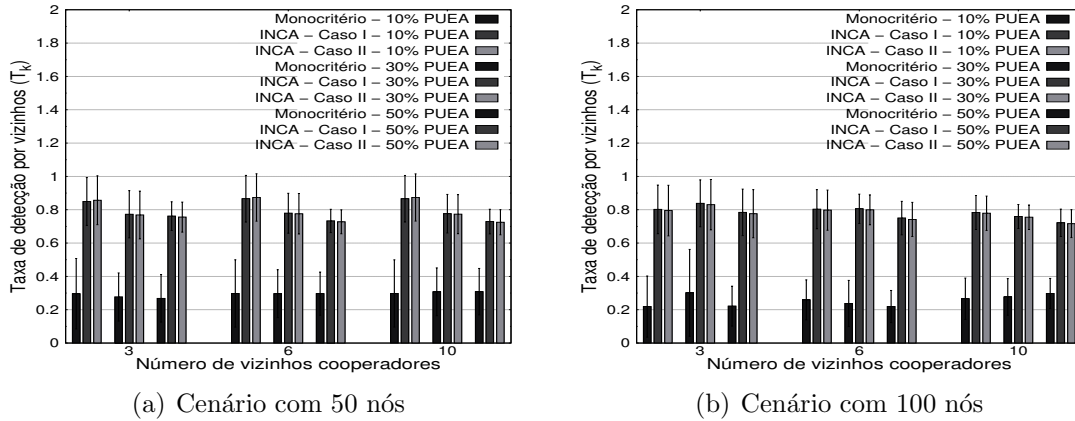 Taxa de detecção por vizinhos (Tk)
2
1.8
1.6
1.4
1.2
1
0.8
0.6
0.4
0.2
0
Monocritério – 10% PUEA
INCA – Caso I – 10% PUEA
INCA – Caso II – 10% PUEA
Monocritério – 30% PUEA
INCA – Caso I – 30% PUEA
INCA – Caso II – 30% PUEA
Monocritério – 50% PUEA
INCA – Caso I – 50% PUEA
INCA – Caso II – 50% PUEA
3 6 10
Número de vizinhos cooperadores
(a) Cenário com 50 nós
Taxa de detecção por vizinhos (Tk)
2
1.8
1.6
1.4
1.2
1
0.8
0.6
0.4
0.2
0
Monocritério – 10% PUEA
INCA – Caso I – 10% PUEA
INCA – Caso II – 10% PUEA
Monocritério – 30% PUEA
INCA – Caso I – 30% PUEA
INCA – Caso II – 30% PUEA
Monocritério – 50% PUEA
INCA – Caso I – 50% PUEA
INCA – Caso II – 50% PUEA
3 6 10
Número de vizinhos cooperadores
(b) Cenário com 100 nós